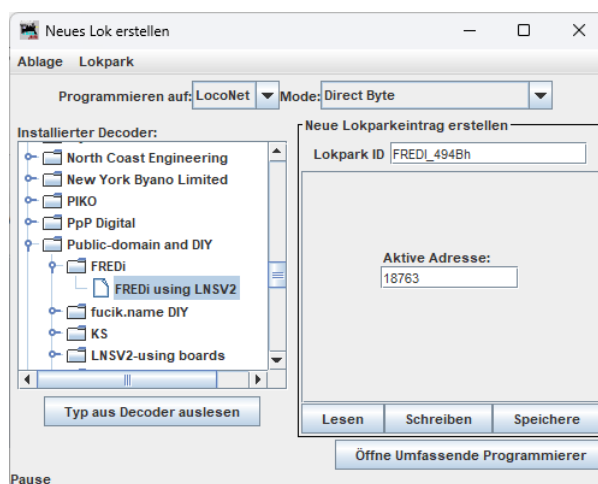 Neues Lok erstellen
Ablage Lokpark
Programmieren auf: LocoNet Mode: Direct Byte
Installierter Decoder:
North Coast Engineering
New York Byano Limited
PIKO
PpP Digital
Public-domain and DIY
FREDi
FREDi using LNSV2
fucik.name DIY
KS
LNSV2-using boards
Typ aus Decoder auslesen
Neue Lokparkeintrag erstellen
Lokpark ID FREDI_494Bh
Aktive Adresse:
18763
Lesen Schreiben Speichere
Öffne Umfassende Programmierer
Pause